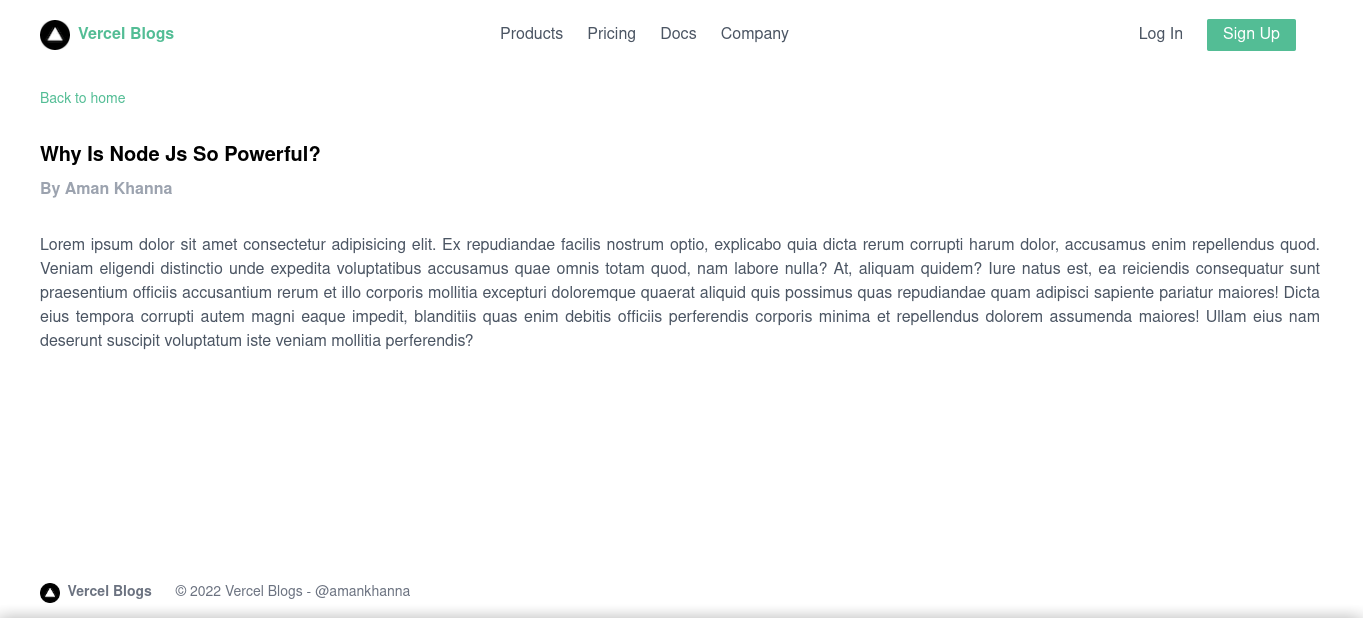 Vercel Blogs Products Pricing Docs Company Log In Sign Up
Back to home
Why Is Node Js So Powerful?
By Aman Khanna
Lorem ipsum dolor sit amet consectetur adipisicing elit. Ex repudiandae facilis nostrum optio, explicabo quia dicta rerum corrupti harum dolor, accusamus enim repellendus quod.
Veniam eligendi distinctio unde expedita voluptatibus accusamus quae omnis totam quod, nam labore nulla? At, aliquam quidem? Iure natus est, ea reiciendis consequatur sunt
praesentium officiis accusantium rerum et illo corporis mollitia excepturi doloremque quaerat aliquid quis possimus quas repudiandae quam adipisci sapiente pariatur maiores! Dicta
eius tempora corrupti autem magni eaque impedit, blanditiis quas enim debitis officiis perferendis corporis minima et repellendus dolorem assumenda maiores! Ullam eius nam
deserunt suscipit voluptatum iste veniam mollitia perferendis?
Vercel Blogs © 2022 Vercel Blogs - @amankhanna